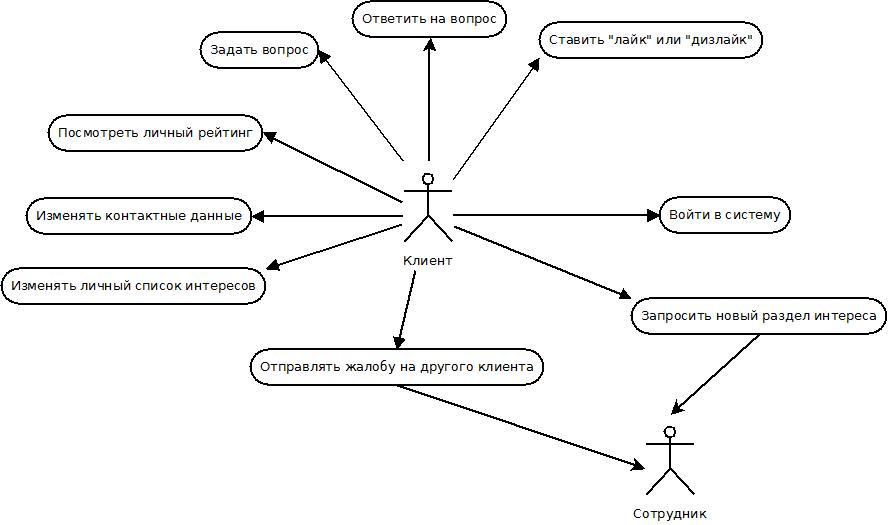 Ответить на вопрос
Ставить "лайк" или "дизлайк"
Задать вопрос
Посмотреть личный рейтинг
Изменять контактные данные
Войти в систему
Клиент
Изменять личный список интересов
Запросить новый раздел интереса
Отправлять жалобу на другого клиента
Сотрудник